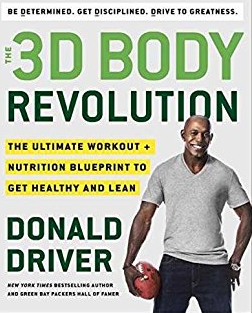 BE DETERMINED. GET DISCIPLINED. DRIVE TO GREATNESS.
THE
3D BODY
REVOLUTION
THE ULTIMATE WORKOUT +
NUTRITION BLUEPRINT TO
GET HEALTHY AND LEAN
DONALD
DRIVER
NEW YORK TIMES BESTSELLING AUTHOR
AND GREEN BAY PACKERS HALL OF FAMER